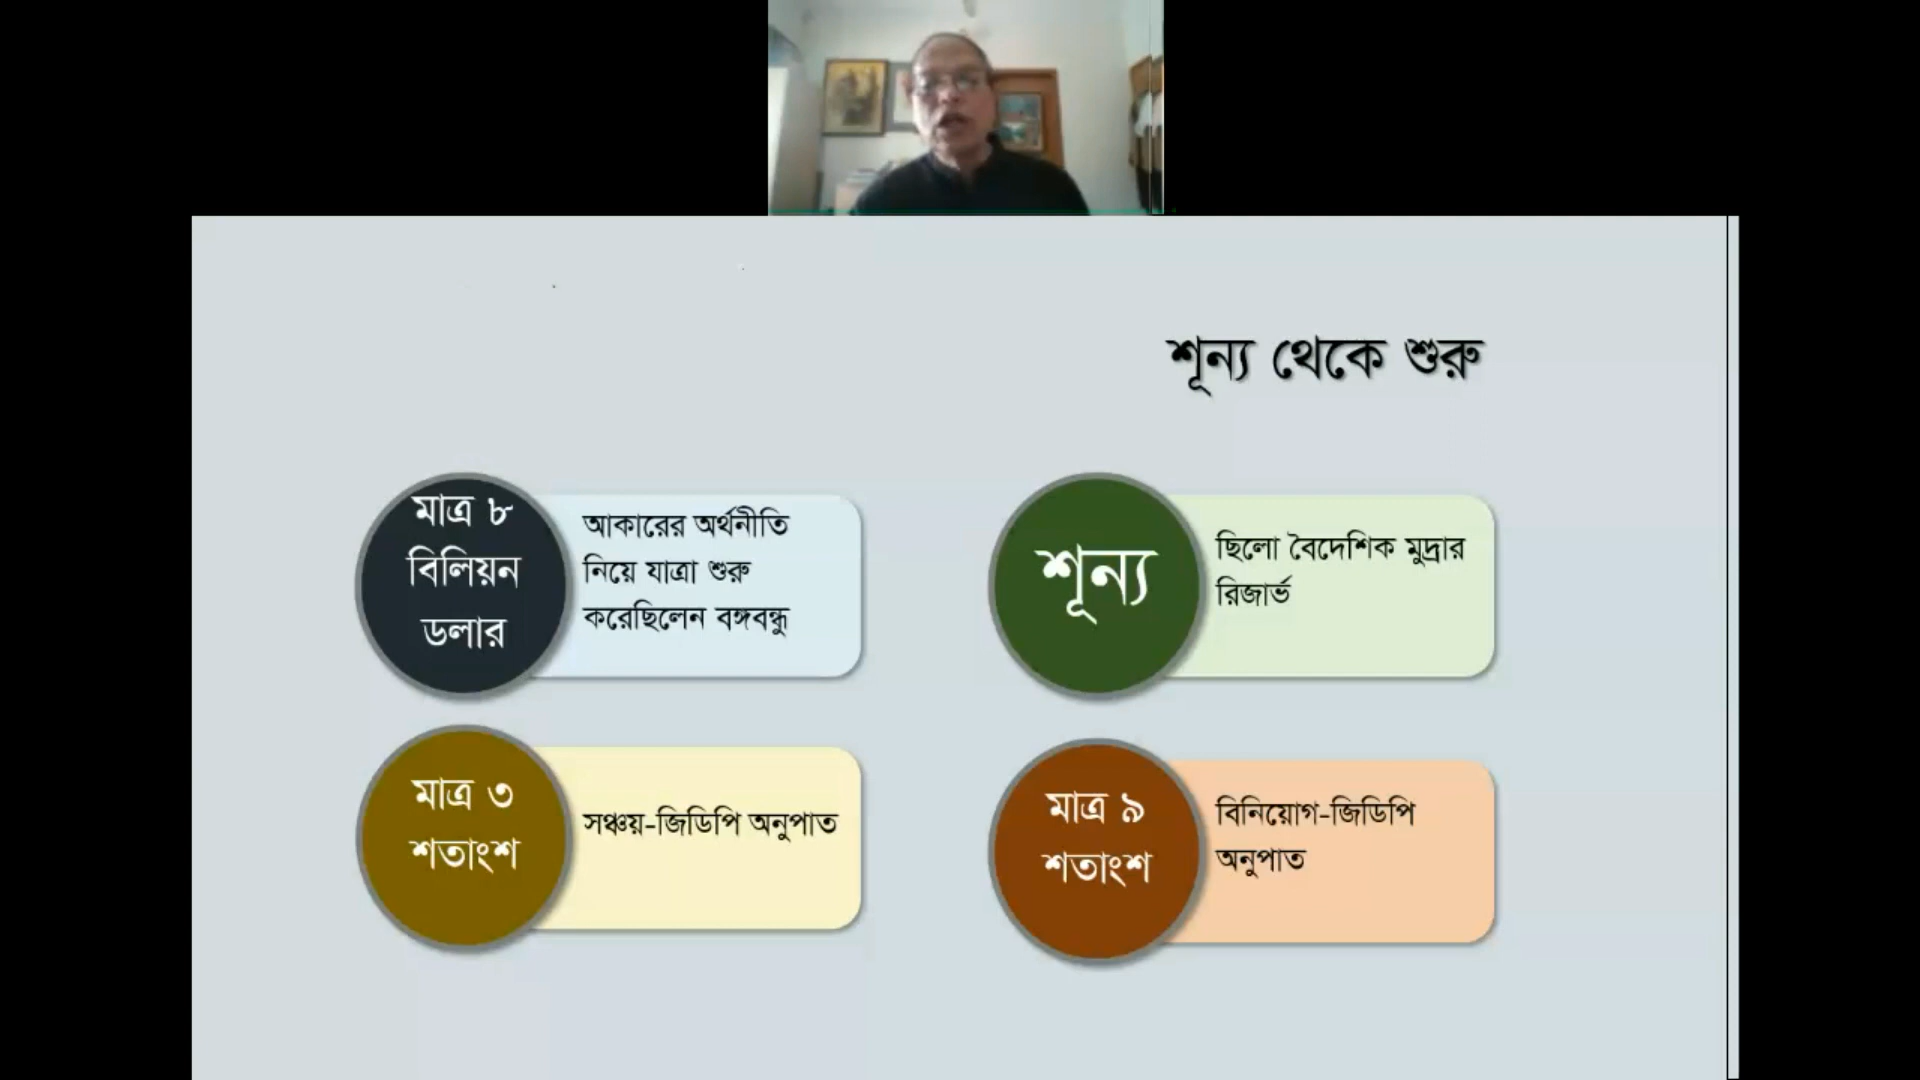 শূন্য থেকে শুরু
মাত্র ৮
বিলিয়ন
ডলার
আকারের অর্থনীতি
নিয়ে যাত্রা শুরু
করেছিলেন বঙ্গবন্ধু
শূন্য
ছিলো বৈদেশিক মুদ্রার
রিজার্ভ
মাত্র ৩
শতাংশ
সঞ্চয়-জিডিপি অনুপাত
মাত্র ৯
শতাংশ
বিনিয়োগ-জিডিপি
অনুপাত